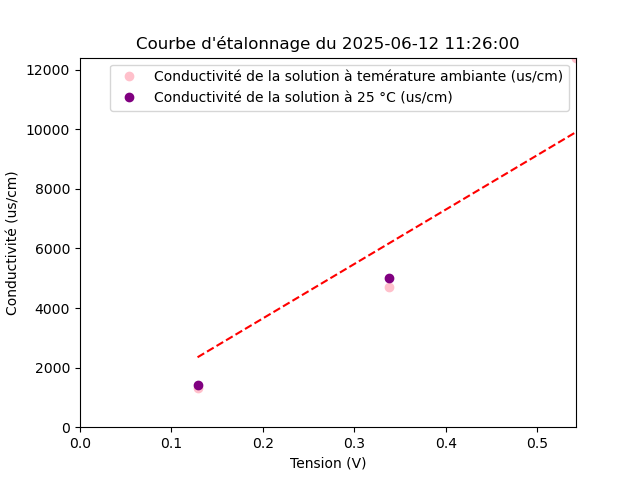 Courbe d'étalonnage du 2025-06-12 11:26:00
12000
10000
8000
6000
4000
2000
0
Conductivité (us/cm)
Conductivité de la solution à temérature ambiante (us/cm)
Conductivité de la solution à 25 °C (us/cm)
0.0 0.1 0.2 0.3 0.4 0.5
Tension (V)